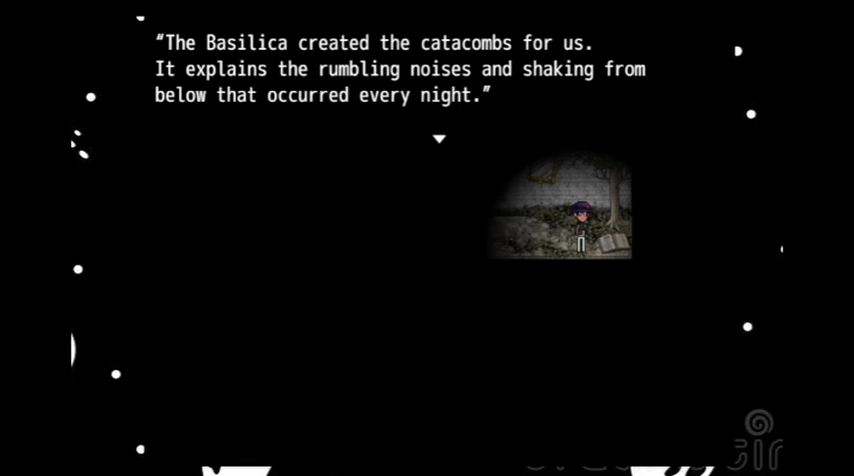 “The Basilica created the catacombs for us.
It explains the rumbling noises and shaking from
below that occurred every night.”